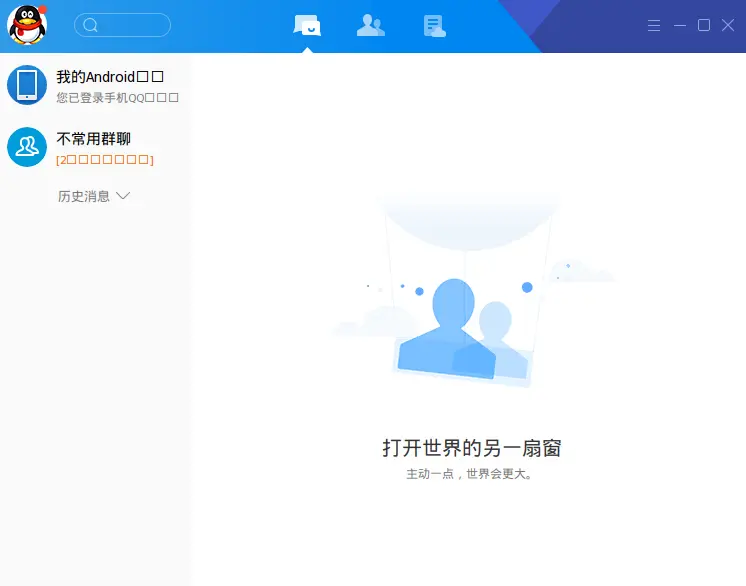 我的Android□□
您已登录手机QQ□□□
不常用群聊
[2□□□□□□□]
历史消息
打开世界的另一扇窗
主动一点，世界会更大。